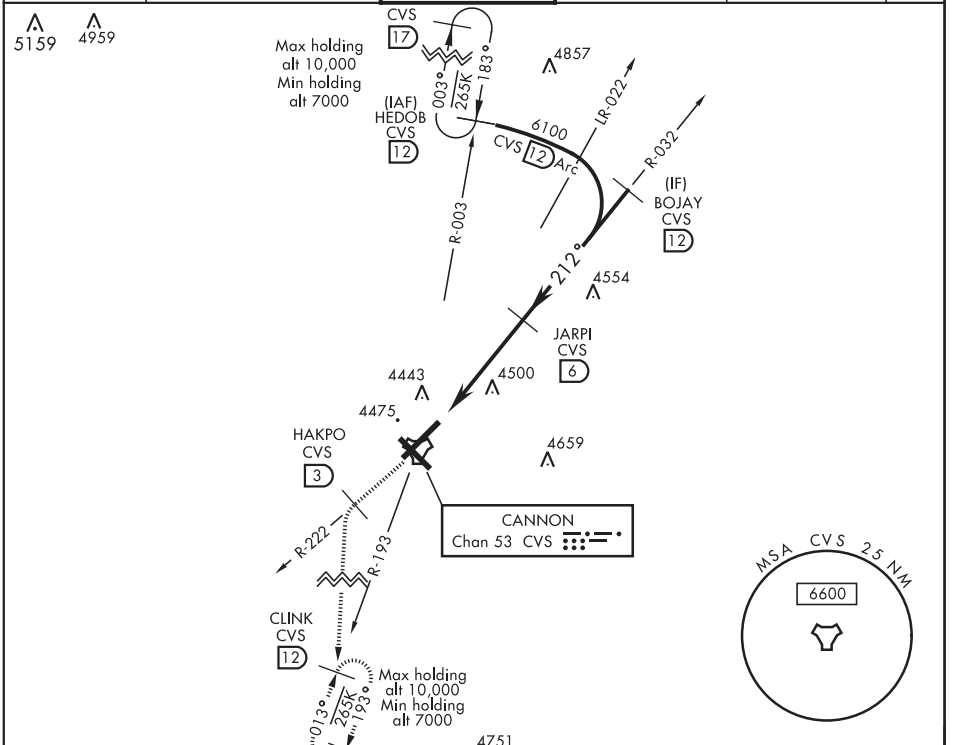 5159
4959
CVS
17
Max holding
alt 10,000
Min holding
alt 7000
003°
265K
183°
4857
(IAF)
HEDOB
CVS
12
6100
CVS 12 Arc
LR-022
R-032
R-003
(IF)
BOJAY
CVS
12
212°
4554
JARPI
CVS
6
4443
4500
4475
4659
HAKPO
CVS
3
CANNON
Chan 53 CVS
R-222
R-193
MSA CVS 25 NM
6600
CLINK
CVS
12
Max holding
alt 10,000
Min holding
alt 7000
013°
265K
193°
4751